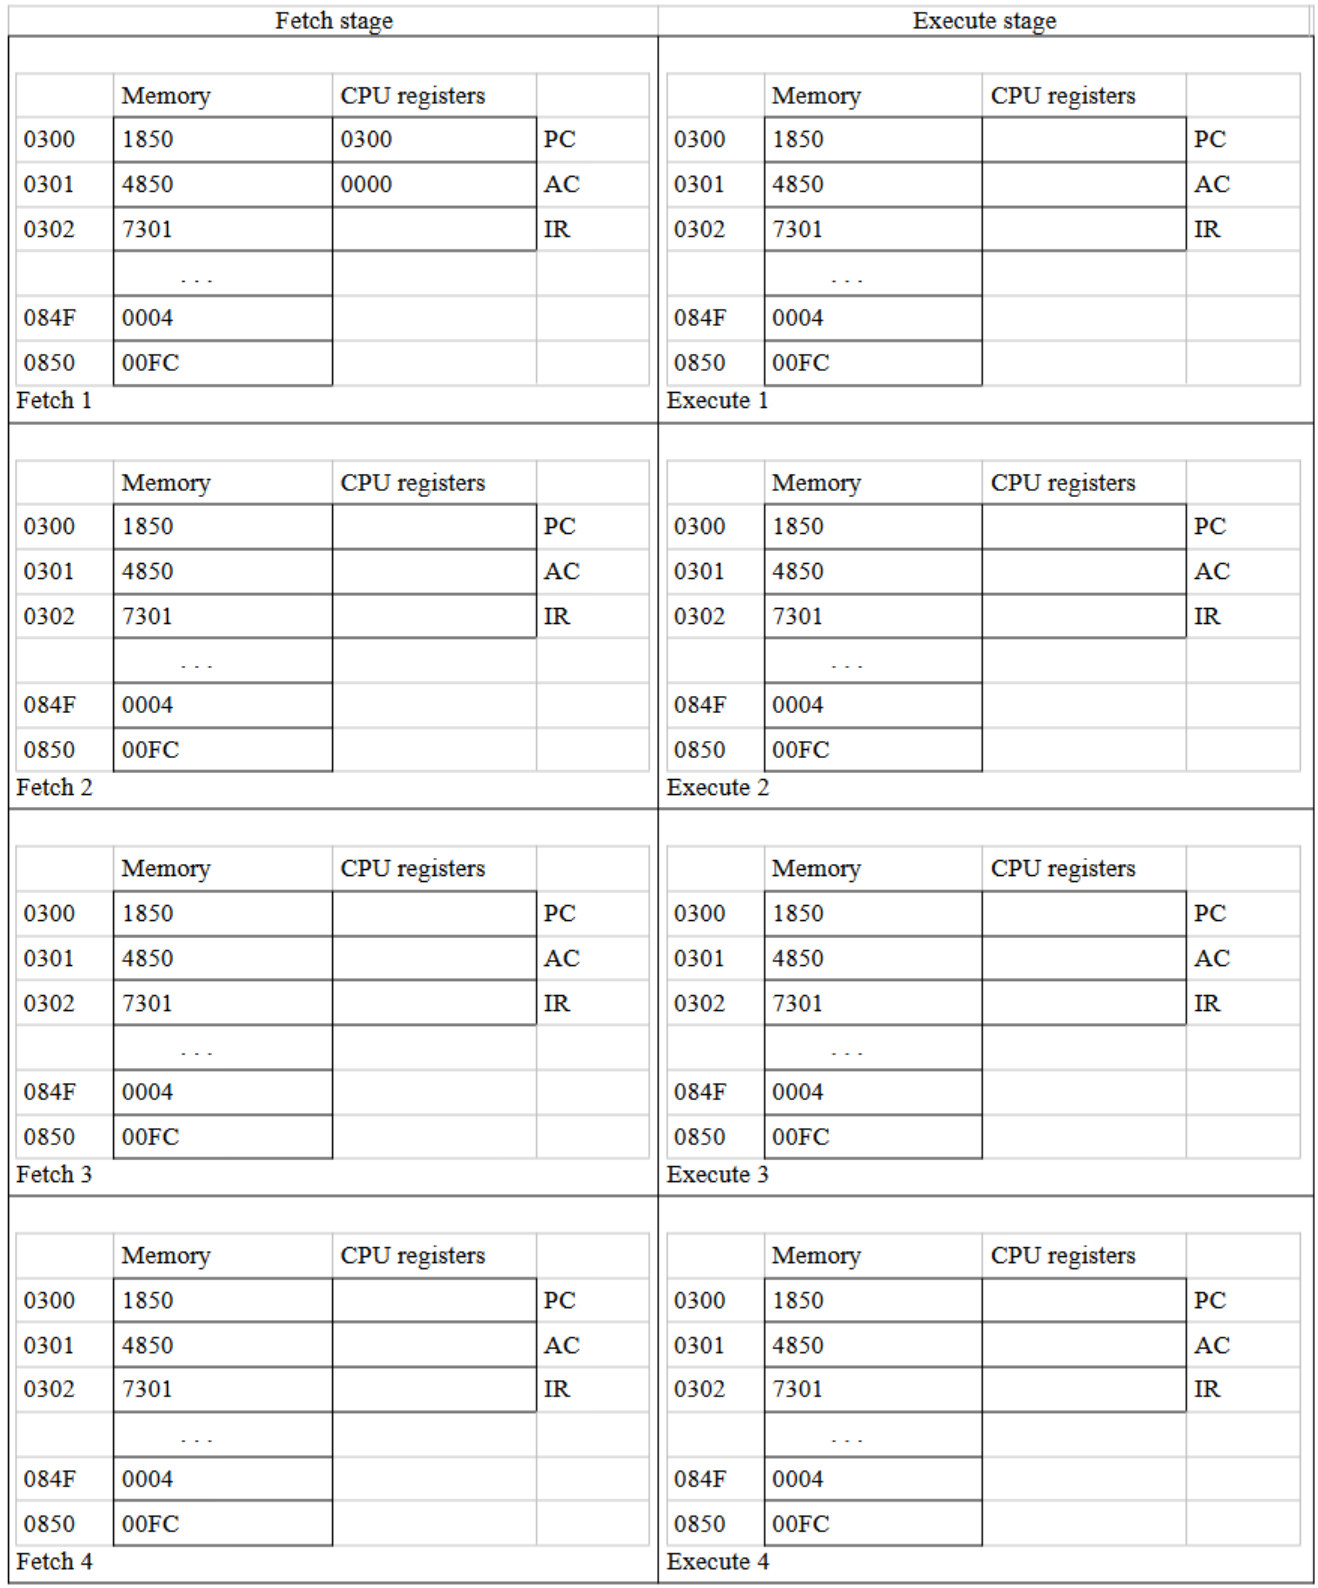 Fetch stage Execute stage
Memory CPU registers Memory CPU registers
0300 1850 0300 PC 0300 1850 PC
0301 4850 0000 AC 0301 4850 AC
0302 7301 IR 0302 7301 IR
... ...
084F 0004 084F 0004
0850 00FC 0850 00FC
Fetch 1 Execute 1
Memory CPU registers Memory CPU registers
0300 1850 PC 0300 1850 PC
0301 4850 AC 0301 4850 AC
0302 7301 IR 0302 7301 IR
... ...
084F 0004 084F 0004
0850 00FC 0850 00FC
Fetch 2 Execute 2
Memory CPU registers Memory CPU registers
0300 1850 PC 0300 1850 PC
0301 4850 AC 0301 4850 AC
0302 7301 IR 0302 7301 IR
... ...
084F 0004 084F 0004
0850 00FC 0850 00FC
Fetch 3 Execute 3
Memory CPU registers Memory CPU registers
0300 1850 PC 0300 1850 PC
0301 4850 AC 0301 4850 AC
0302 7301 IR 0302 7301 IR
... ...
084F 0004 084F 0004
0850 00FC 0850 00FC
Fetch 4 Execute 4